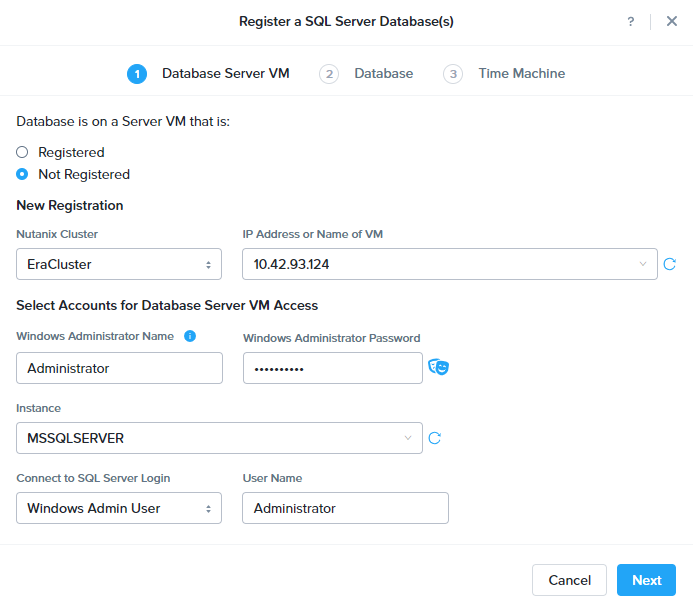 Register a SQL Server Database(s)
?
1 Database Server VM 2 Database 3 Time Machine
Database is on a Server VM that is:
Registered
Not Registered
New Registration
Nutanix Cluster IP Address or Name of VM
EraCluster 10.42.93.124
Select Accounts for Database Server VM Access
Windows Administrator Name i Windows Administrator Password
Administrator ••••••••••
Instance
MSSQLSERVER
Connect to SQL Server Login User Name
Windows Admin User Administrator
Cancel Next